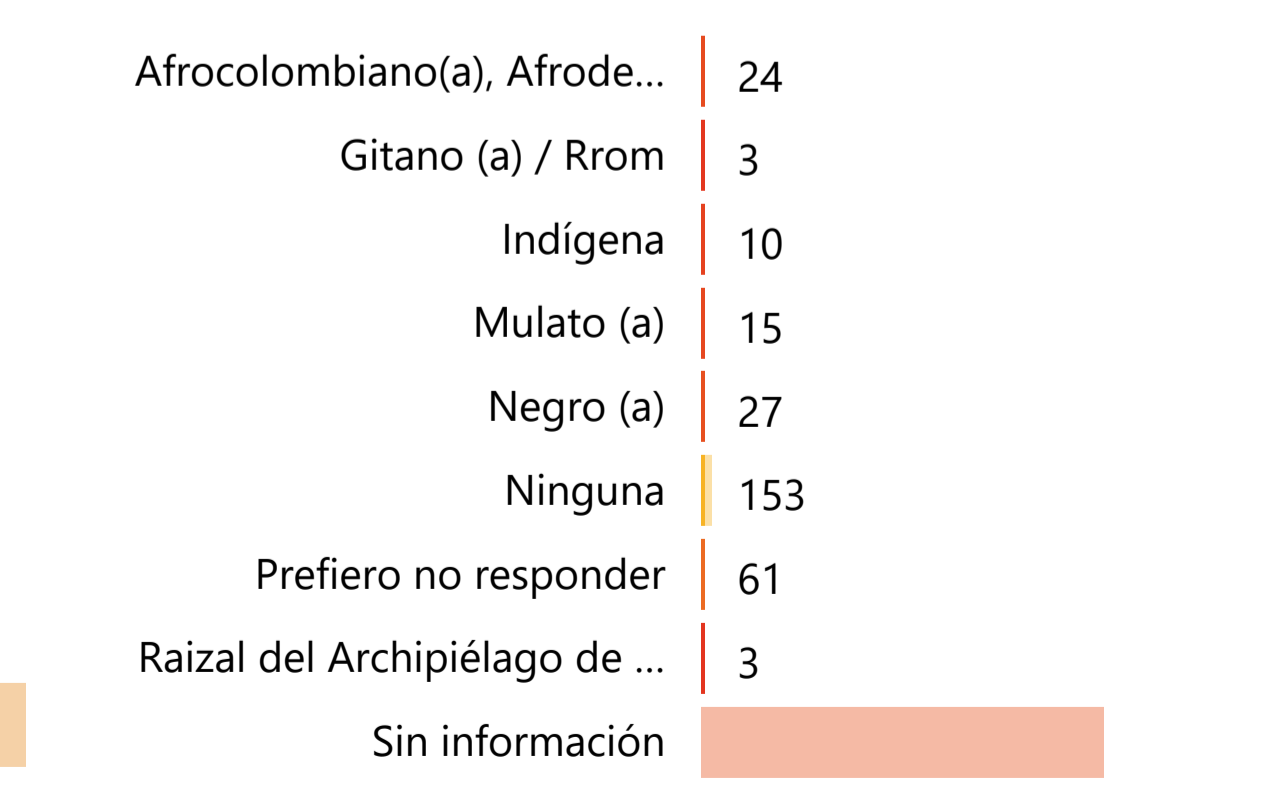 Afrocolombiano(a), Afrode... 24
Gitano (a) / Rrom 3
Indígena 10
Mulato (a) 15
Negro (a) 27
Ninguna 153
Prefiero no responder 61
Raizal del Archipiélago de ... 3
Sin información